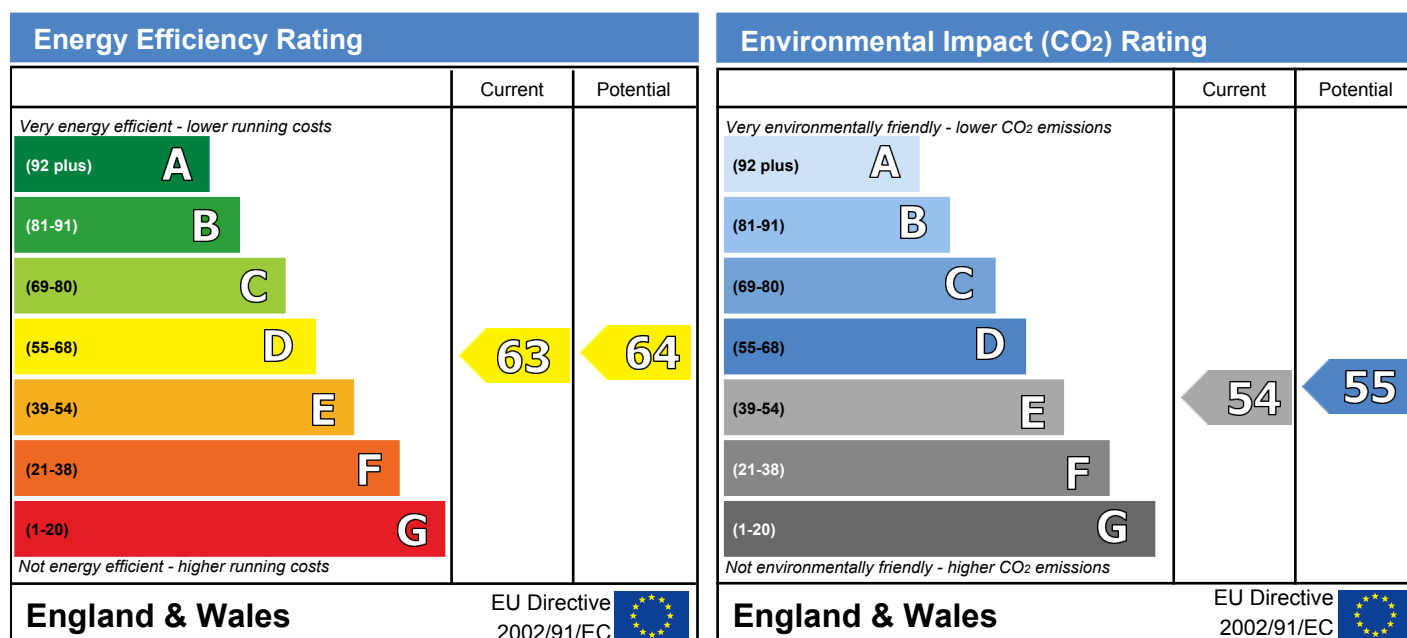 Energy Efficiency Rating
Current Potential
Very energy efficient - lower running costs
(92 plus) A
(81-91) B
(69-80) C
(55-68) D
63 64
(39-54) E
(21-38) F
(1-20) G
Not energy efficient - higher running costs
England & Wales
EU Directive
2002/91/EC
Environmental Impact (CO2) Rating
Current Potential
Very environmentally friendly - lower CO2 emissions
(92 plus) A
(81-91) B
(69-80) C
(55-68) D
(39-54) E
54 55
(21-38) F
(1-20) G
Not environmentally friendly - higher CO2 emissions
England & Wales
EU Directive
2002/91/EC